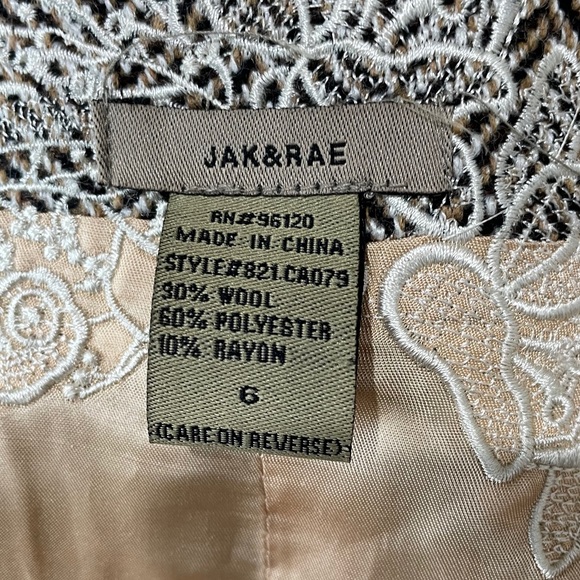 JAK&RAE
RN#96120
MADE IN CHINA
STYLE#821CA079
30% WOOL
60% POLYESTER
10% RAYON
6
(CARE ON REVERSE)